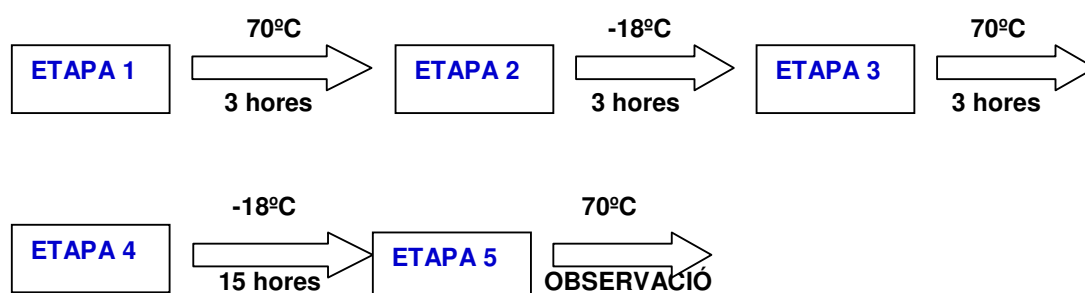 70ºC -18ºC 70ºC
ETAPA 1 ETAPA 2 ETAPA 3
3 hores 3 hores 3 hores
-18ºC 70ºC
ETAPA 4 ETAPA 5
15 hores OBSERVACIÓ